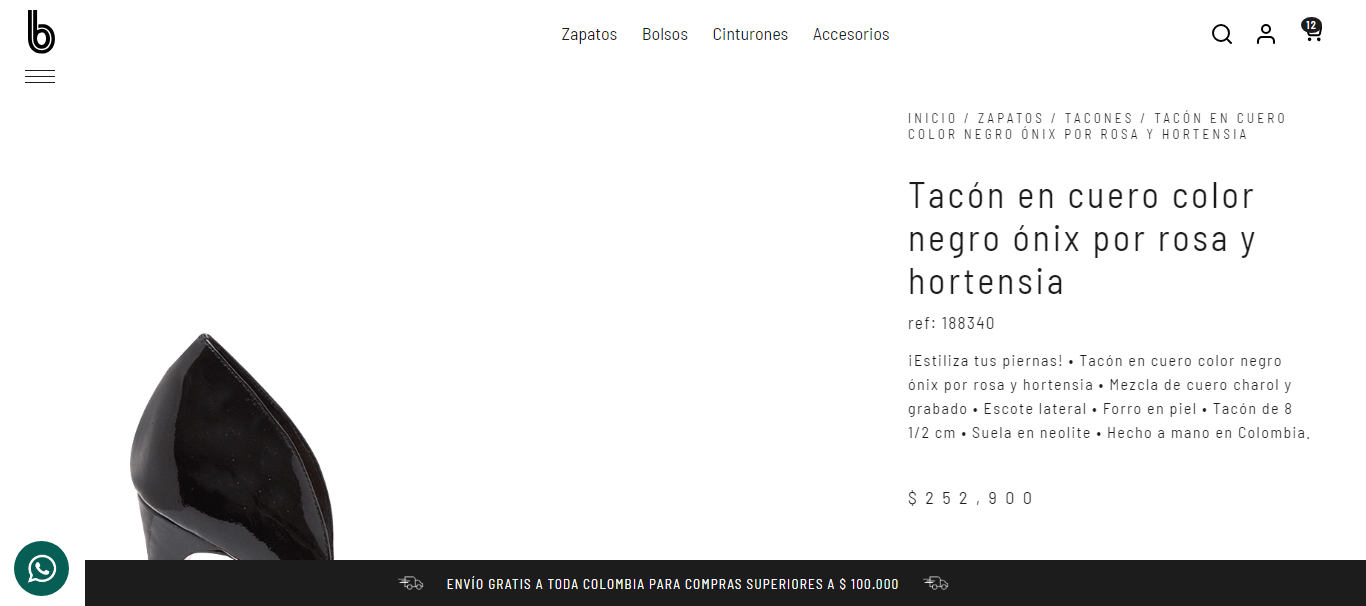 b
Zapatos Bolsos Cinturones Accesorios
12
INICIO / ZAPATOS / TACONES / TACÓN EN CUERO
COLOR NEGRO ÓNIX POR ROSA Y HORTENSIA
Tacón en cuero color
negro ónix por rosa y
hortensia
ref: 188340
¡Estiliza tus piernas! • Tacón en cuero color negro
ónix por rosa y hortensia • Mezcla de cuero charol y
grabado • Escote lateral • Forro en piel • Tacón de 8
1/2 cm • Suela en neolite • Hecho a mano en Colombia.
$252,900
ENVÍO GRATIS A TODA COLOMBIA PARA COMPRAS SUPERIORES A $ 100.000